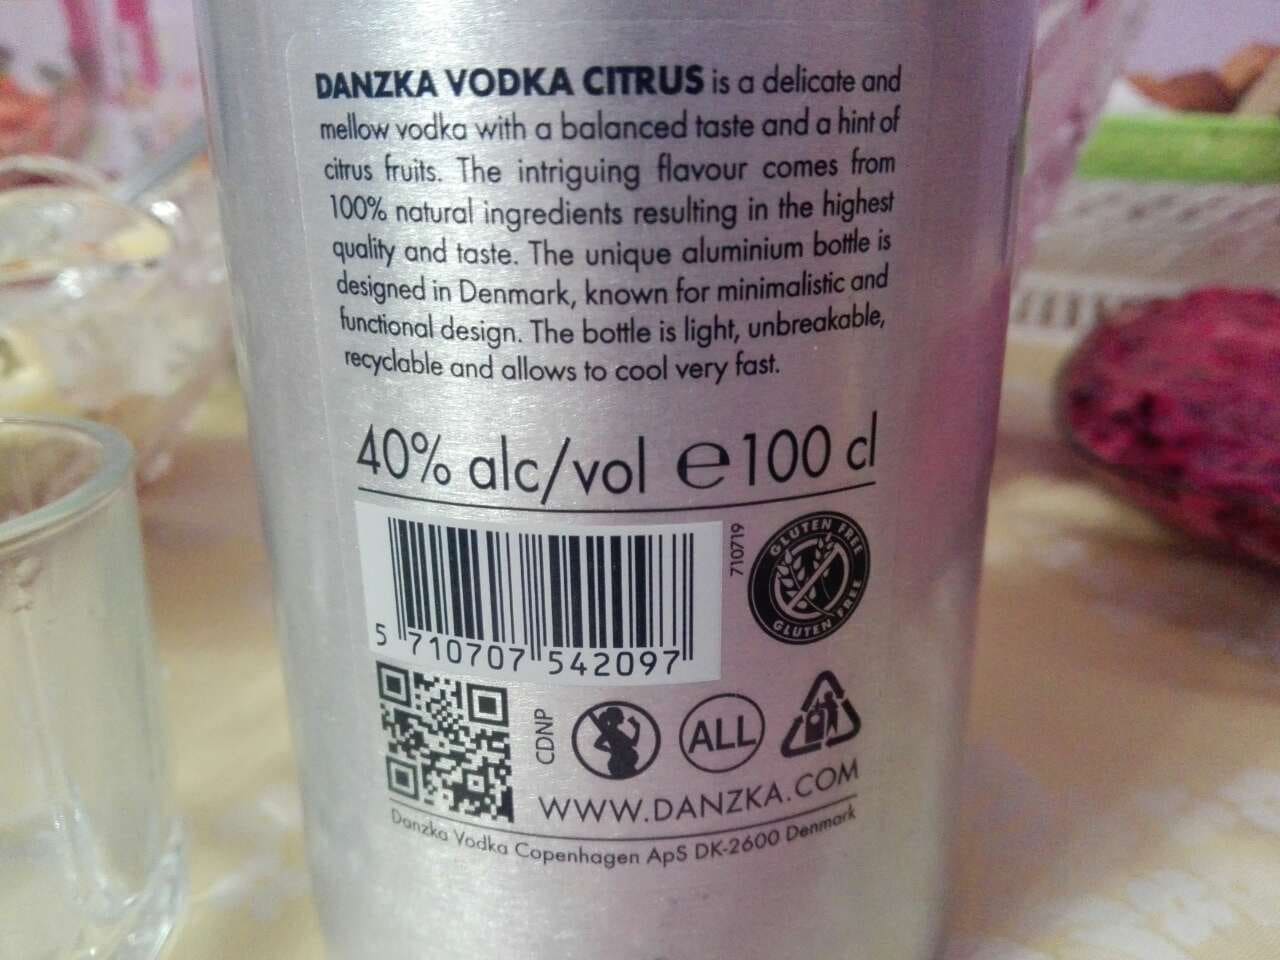 DANZKA VODKA CITRUS is a delicate and
mellow vodka with a balanced taste and a hint of
citrus fruits. The intriguing flavour comes from
100% natural ingredients resulting in the highest
quality and taste. The unique aluminium bottle is
designed in Denmark, known for minimalistic and
functional design. The bottle is light, unbreakable,
recyclable and allows to cool very fast.
40% alc/vol e 100 cl
710719
GLUTEN FREE
GLUTEN FREE
5 710707 542097
CDNP
ALL
WWW.DANZKA.COM
Danzka Vodka Copenhagen ApS DK-2600 Denmark